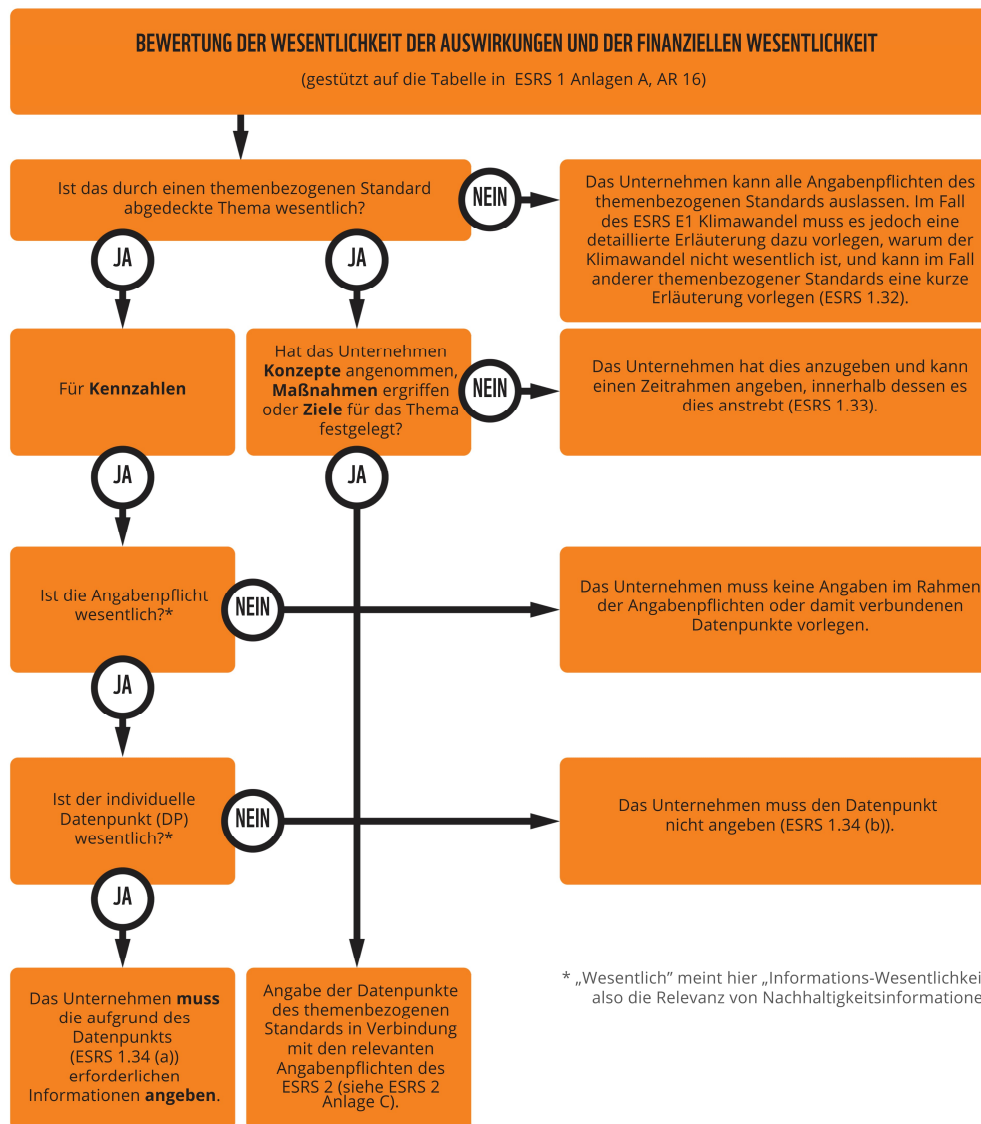 BEWERTUNG DER WESENTLICHKEIT DER AUSWIRKUNGEN UND DER FINANZIELLEN WESENTLICHKEIT
(gestützt auf die Tabelle in ESRS 1 Anlagen A, AR 16)
Ist das durch einen themenbezogenen Standard
abgedeckte Thema wesentlich?
NEIN
Das Unternehmen kann alle Angabenpflichten des
themenbezogenen Standards auslassen. Im Fall
des ESRS E1 Klimawandel muss es jedoch eine
detaillierte Erläuterung dazu vorlegen, warum der
Klimawandel nicht wesentlich ist, und kann im Fall
anderer themenbezogener Standards eine kurze
Erläuterung vorlegen (ESRS 1.32).
JA
JA
Für Kennzahlen
Hat das Unternehmen
Konzepte angenommen,
Maßnahmen ergriffen
oder Ziele für das Thema
festgelegt?
NEIN
Das Unternehmen hat dies anzugeben und kann
einen Zeitrahmen angeben, innerhalb dessen es
dies anstrebt (ESRS 1.33).
JA
JA
Ist die Angabenpflicht
wesentlich?*
NEIN
Das Unternehmen muss keine Angaben im Rahmen
der Angabenpflichten oder damit verbundenen
Datenpunkte vorlegen.
JA
Ist der individuelle
Datenpunkt (DP)
wesentlich?*
NEIN
Das Unternehmen muss den Datenpunkt
nicht angeben (ESRS 1.34 (b)).
JA
Das Unternehmen muss
die aufgrund des
Datenpunkts
(ESRS 1.34 (a))
erforderlichen
Informationen angeben.
Angabe der Datenpunkte
des themenbezogenen
Standards in Verbindung
mit den relevanten
Angabenpflichten des
ESRS 2 (siehe ESRS 2
Anlage C).
* „Wesentlich” meint hier „Informations-Wesentlichkei
also die Relevanz von Nachhaltigkeitsinformatione